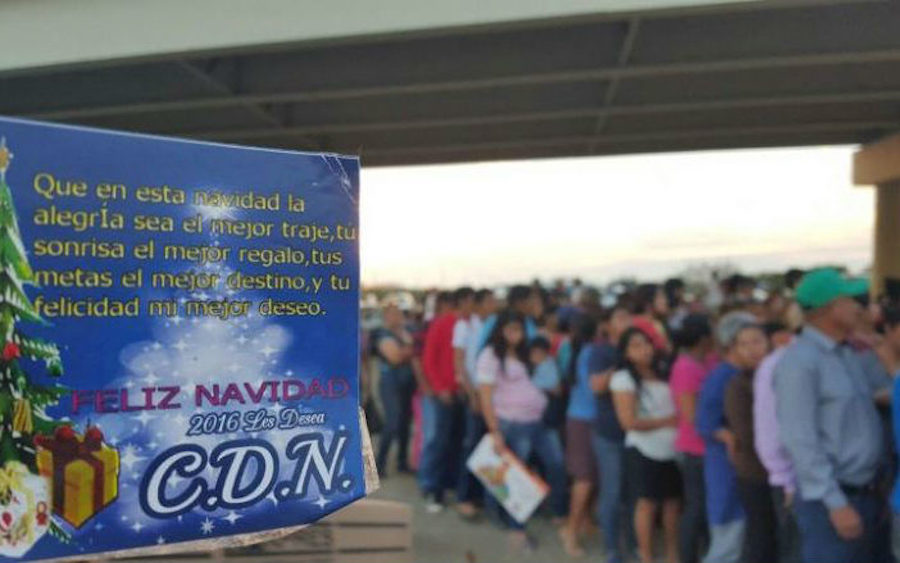 Que en esta navidad la
alegrÍa sea el mejor traje,tú
sonrisa el mejor regalo,tus
metas el mejor destino,y tu
felicidad mi mejor deseo.
FELIZ NAVIDAD
2016 Les Desea
C.D.N.